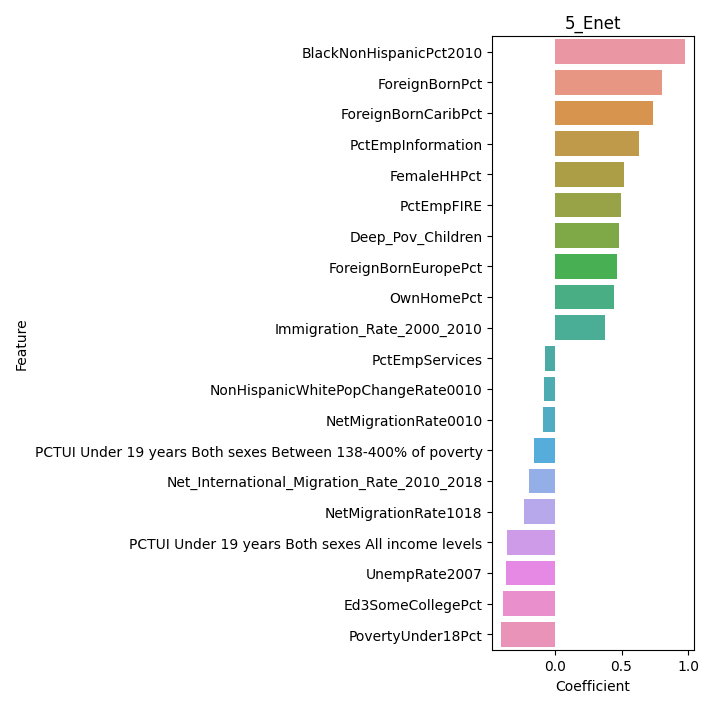 5_Enet
BlackNonHispanicPct2010
ForeignBornPct
ForeignBornCaribPct
PctEmpInformation
FemaleHHPct
PctEmpFIRE
Deep_Pov_Children
ForeignBornEuropePct
OwnHomePct
Immigration_Rate_2000_2010
PctEmpServices
NonHispanicWhitePopChangeRate0010
NetMigrationRate0010
PCTUI Under 19 years Both sexes Between 138-400% of poverty
Net_International_Migration_Rate_2010_2018
NetMigrationRate1018
PCTUI Under 19 years Both sexes All income levels
UnempRate2007
Ed3SomeCollegePct
PovertyUnder18Pct
Feature
0.0 0.5 1.0
Coefficient